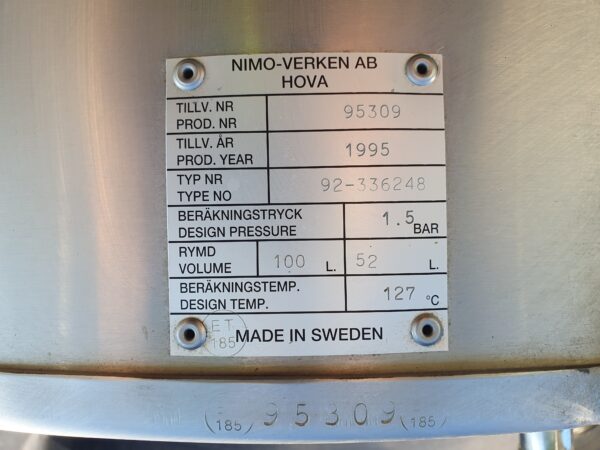 NIMO-VERKEN AB
HOVA
TILLV. NR
PROD. NR
95309
TILLV. ÅR
PROD. YEAR
1995
TYP NR
TYPE NO
92-336248
BERÄKNINGSTRYCK
DESIGN PRESSURE
1.5 BAR
RYMD
VOLUME
100 L.
52 L.
BERÄKNINGSTEMP.
DESIGN TEMP.
127 °C
ET
185
MADE IN SWEDEN
(185) 95309 (185)